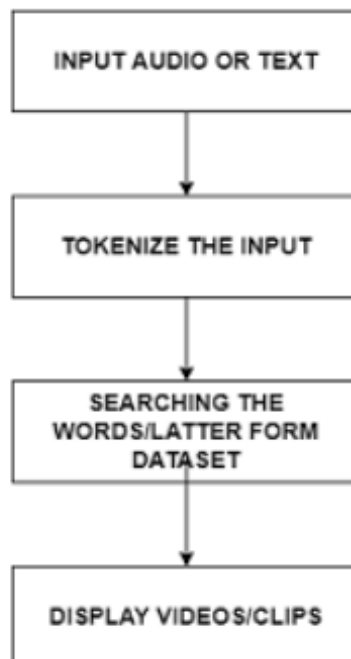 INPUT AUDIO OR TEXT
TOKENIZE THE INPUT
SEARCHING THE
WORDS/LATTER FORM
DATASET
DISPLAY VIDEOS/CLIPS